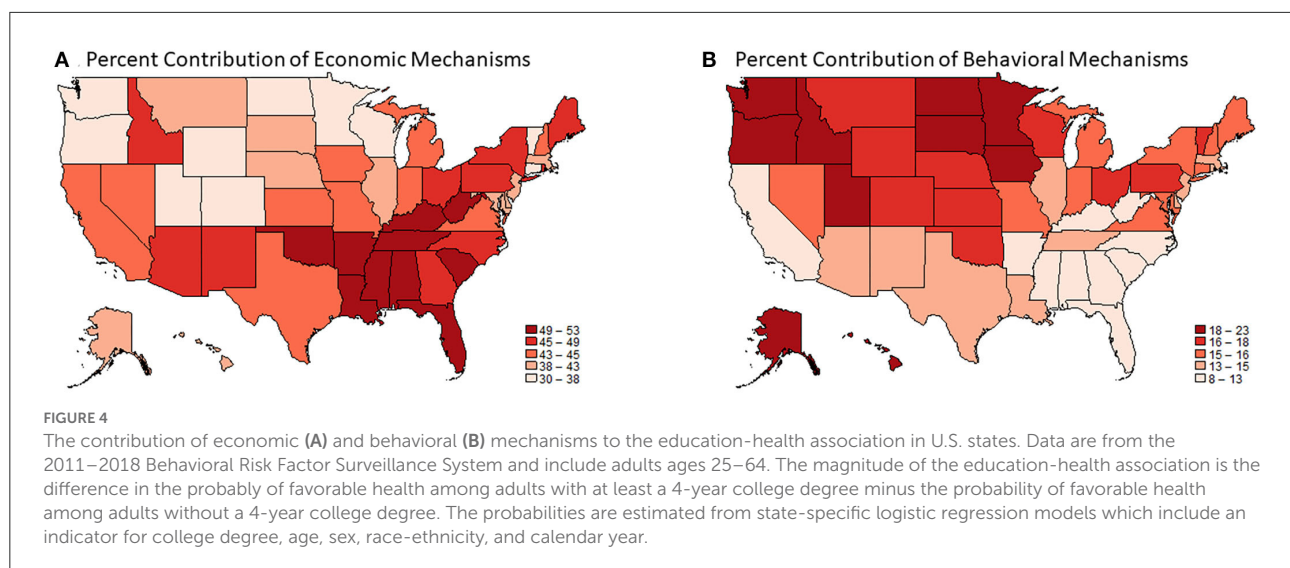 A Percent Contribution of Economic Mechanisms
49 – 53
45 – 49
43 – 45
38 – 43
30 – 38
B Percent Contribution of Behavioral Mechanisms
18 – 23
16 – 18
15 – 16
13 – 15
8 – 13
FIGURE 4
The contribution of economic (A) and behavioral (B) mechanisms to the education-health association in U.S. states. Data are from the
2011–2018 Behavioral Risk Factor Surveillance System and include adults ages 25–64. The magnitude of the education-health association is the
difference in the probably of favorable health among adults with at least a 4-year college degree minus the probability of favorable health
among adults without a 4-year college degree. The probabilities are estimated from state-specific logistic regression models which include an
indicator for college degree, age, sex, race-ethnicity, and calendar year.